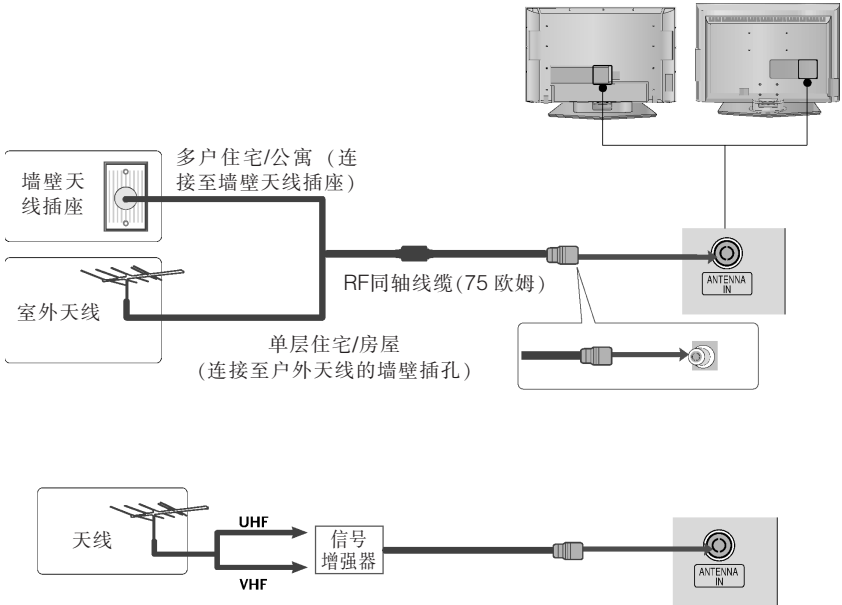 多户住宅/公寓（连
接至墙壁天线插座）
墙壁天
线插座
RF同轴线缆(75 欧姆)
ANTENNA
IN
室外天线
单层住宅/房屋
(连接至户外天线的墙壁插孔)
天线
UHF
VHF
信号
增强器
ANTENNA
IN